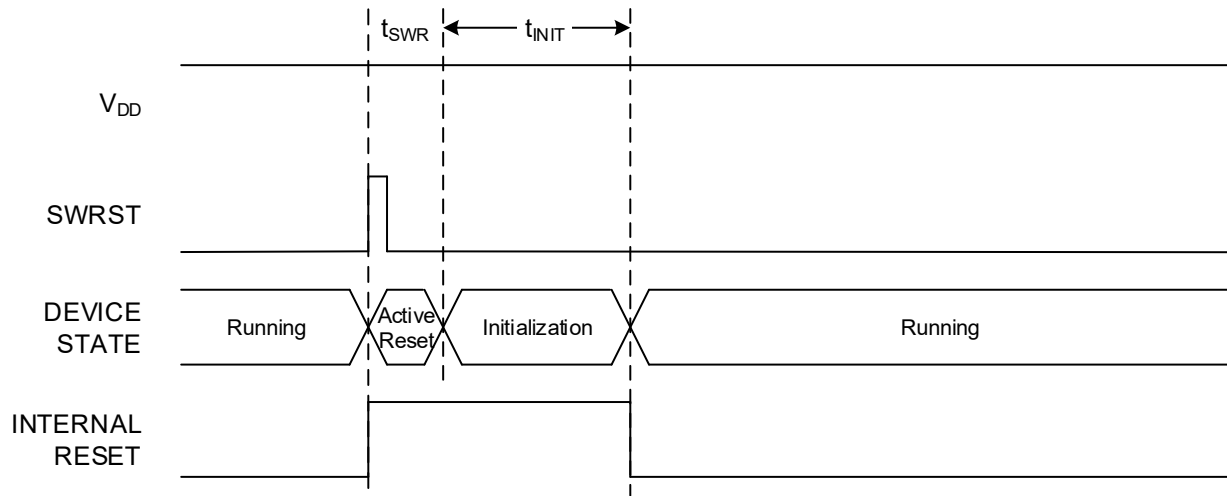 tSWR
tINIT
VDD
SWRST
DEVICE
STATE
Running
Active
Reset
Initialization
Running
INTERNAL
RESET